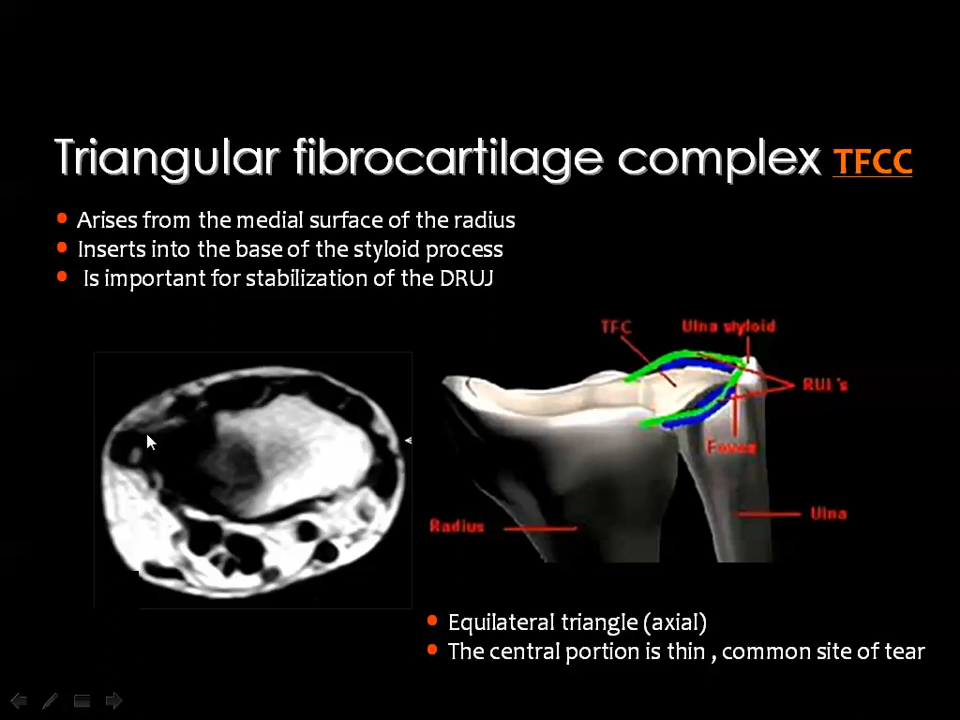 Triangular fibrocartilage complex TFCC
Arises from the medial surface of the radius
Inserts into the base of the styloid process
Is important for stabilization of the DRUJ
TFC
Ulna styloid
RUL's
Fovea
Radius
Ulna
Equilateral triangle (axial)
The central portion is thin , common site of tear